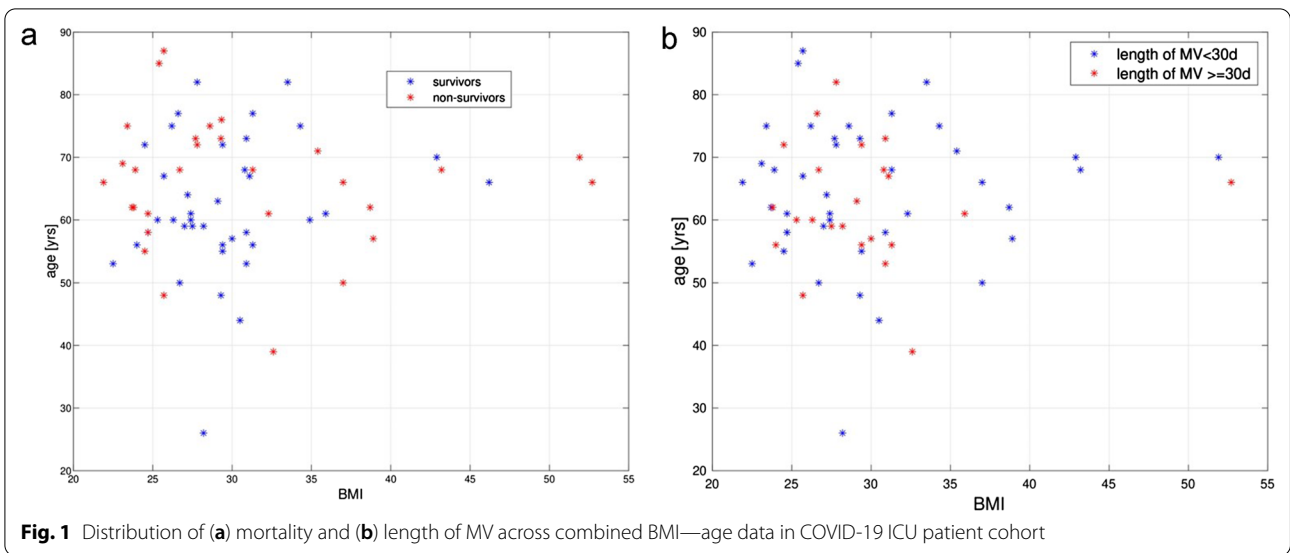 a
90
80
70
60
50
40
30
20
age [yrs]
survivors
non-survivors
20 25 30 35 40 45 50 55
BMI
b
90
80
70
60
50
40
30
20
age [yrs]
length of MV<30d
length of MV >=30d
20 25 30 35 40 45 50 55
BMI
Fig. 1 Distribution of (a) mortality and (b) length of MV across combined BMI—age data in COVID-19 ICU patient cohort